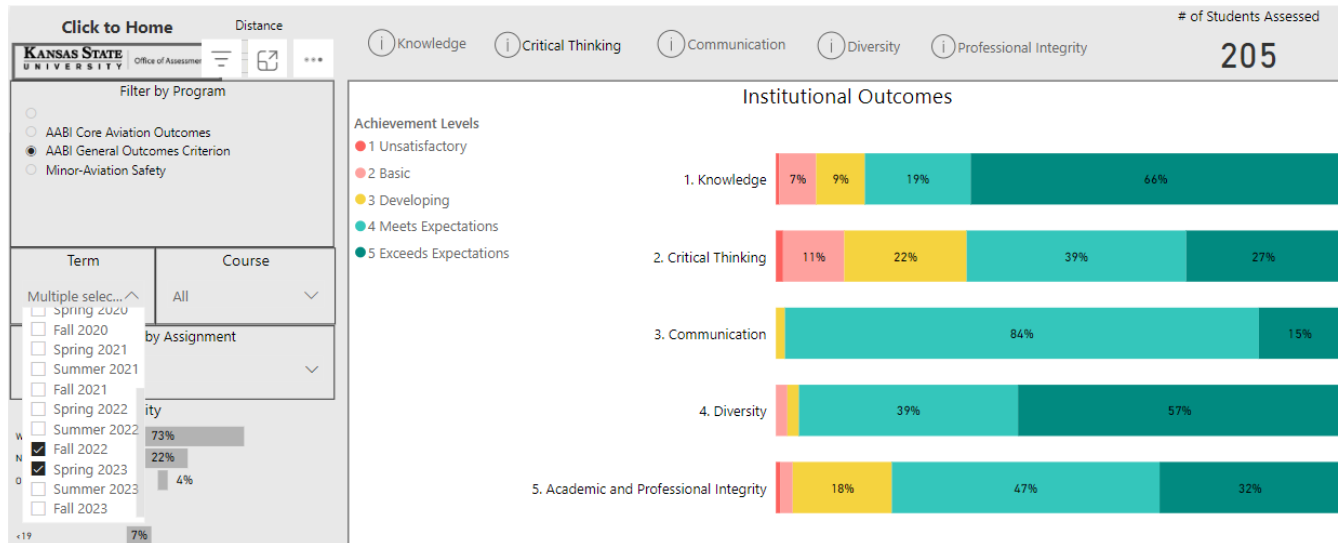 Click to Home
Distance
KANSAS STATE
UNIVERSITY
Office of Assessmen
Filter by Program
AABI Core Aviation Outcomes
AABI General Outcomes Criterion
Minor-Aviation Safety
Term
Course
Multiple selec...
All
Spring 2020
Fall 2020
Spring 2021
Summer 2021
Fall 2021
Spring 2022
Summer 2022
Fall 2022
Spring 2023
Summer 2023
Fall 2023
by Assignment
ity
W
73%
N
22%
4%
<19
7%
Knowledge
Critical Thinking
Communication
Diversity
Professional Integrity
# of Students Assessed
205
Institutional Outcomes
Achievement Levels
1 Unsatisfactory
2 Basic
3 Developing
4 Meets Expectations
5 Exceeds Expectations
1. Knowledge
7% 9% 19% 66%
2. Critical Thinking
11% 22% 39% 27%
3. Communication
84% 15%
4. Diversity
39% 57%
5. Academic and Professional Integrity
18% 47% 32%